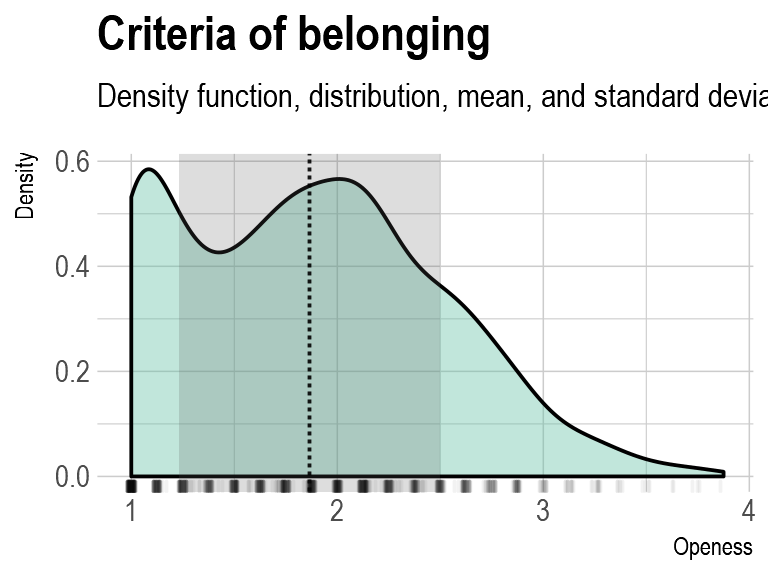 Criteria of belonging
Density function, distribution, mean, and standard devia
Density
0.6
0.4
0.2
0.0
1 2 3 4
Openess